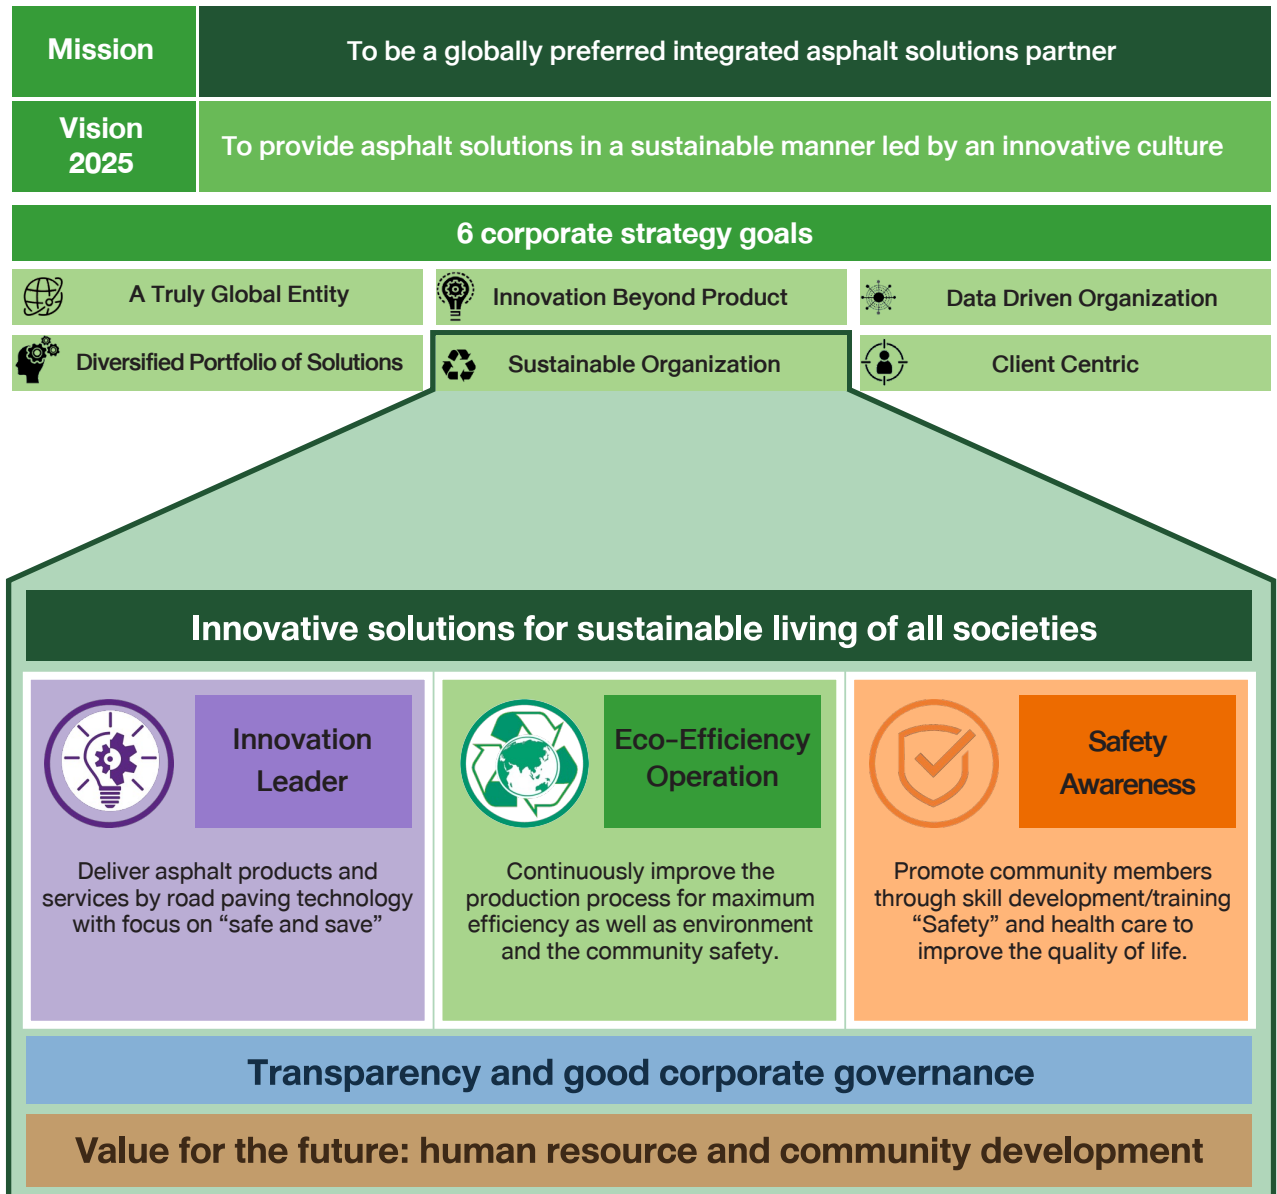 Mission
To be a globally preferred integrated asphalt solutions partner
Vision
2025
To provide asphalt solutions in a sustainable manner led by an innovative culture
6 corporate strategy goals
A Truly Global Entity
Innovation Beyond Product
Data Driven Organization
Diversified Portfolio of Solutions
Sustainable Organization
Client Centric
Innovative solutions for sustainable living of all societies
Innovation
Leader
Deliver asphalt products and
services by road paving technology
with focus on “safe and save”
Eco-Efficiency
Operation
Continuously improve the
production process for maximum
efficiency as well as environment
and the community safety.
Safety
Awareness
Promote community members
through skill development/training
“Safety” and health care to
improve the quality of life.
Transparency and good corporate governance
Value for the future: human resource and community development